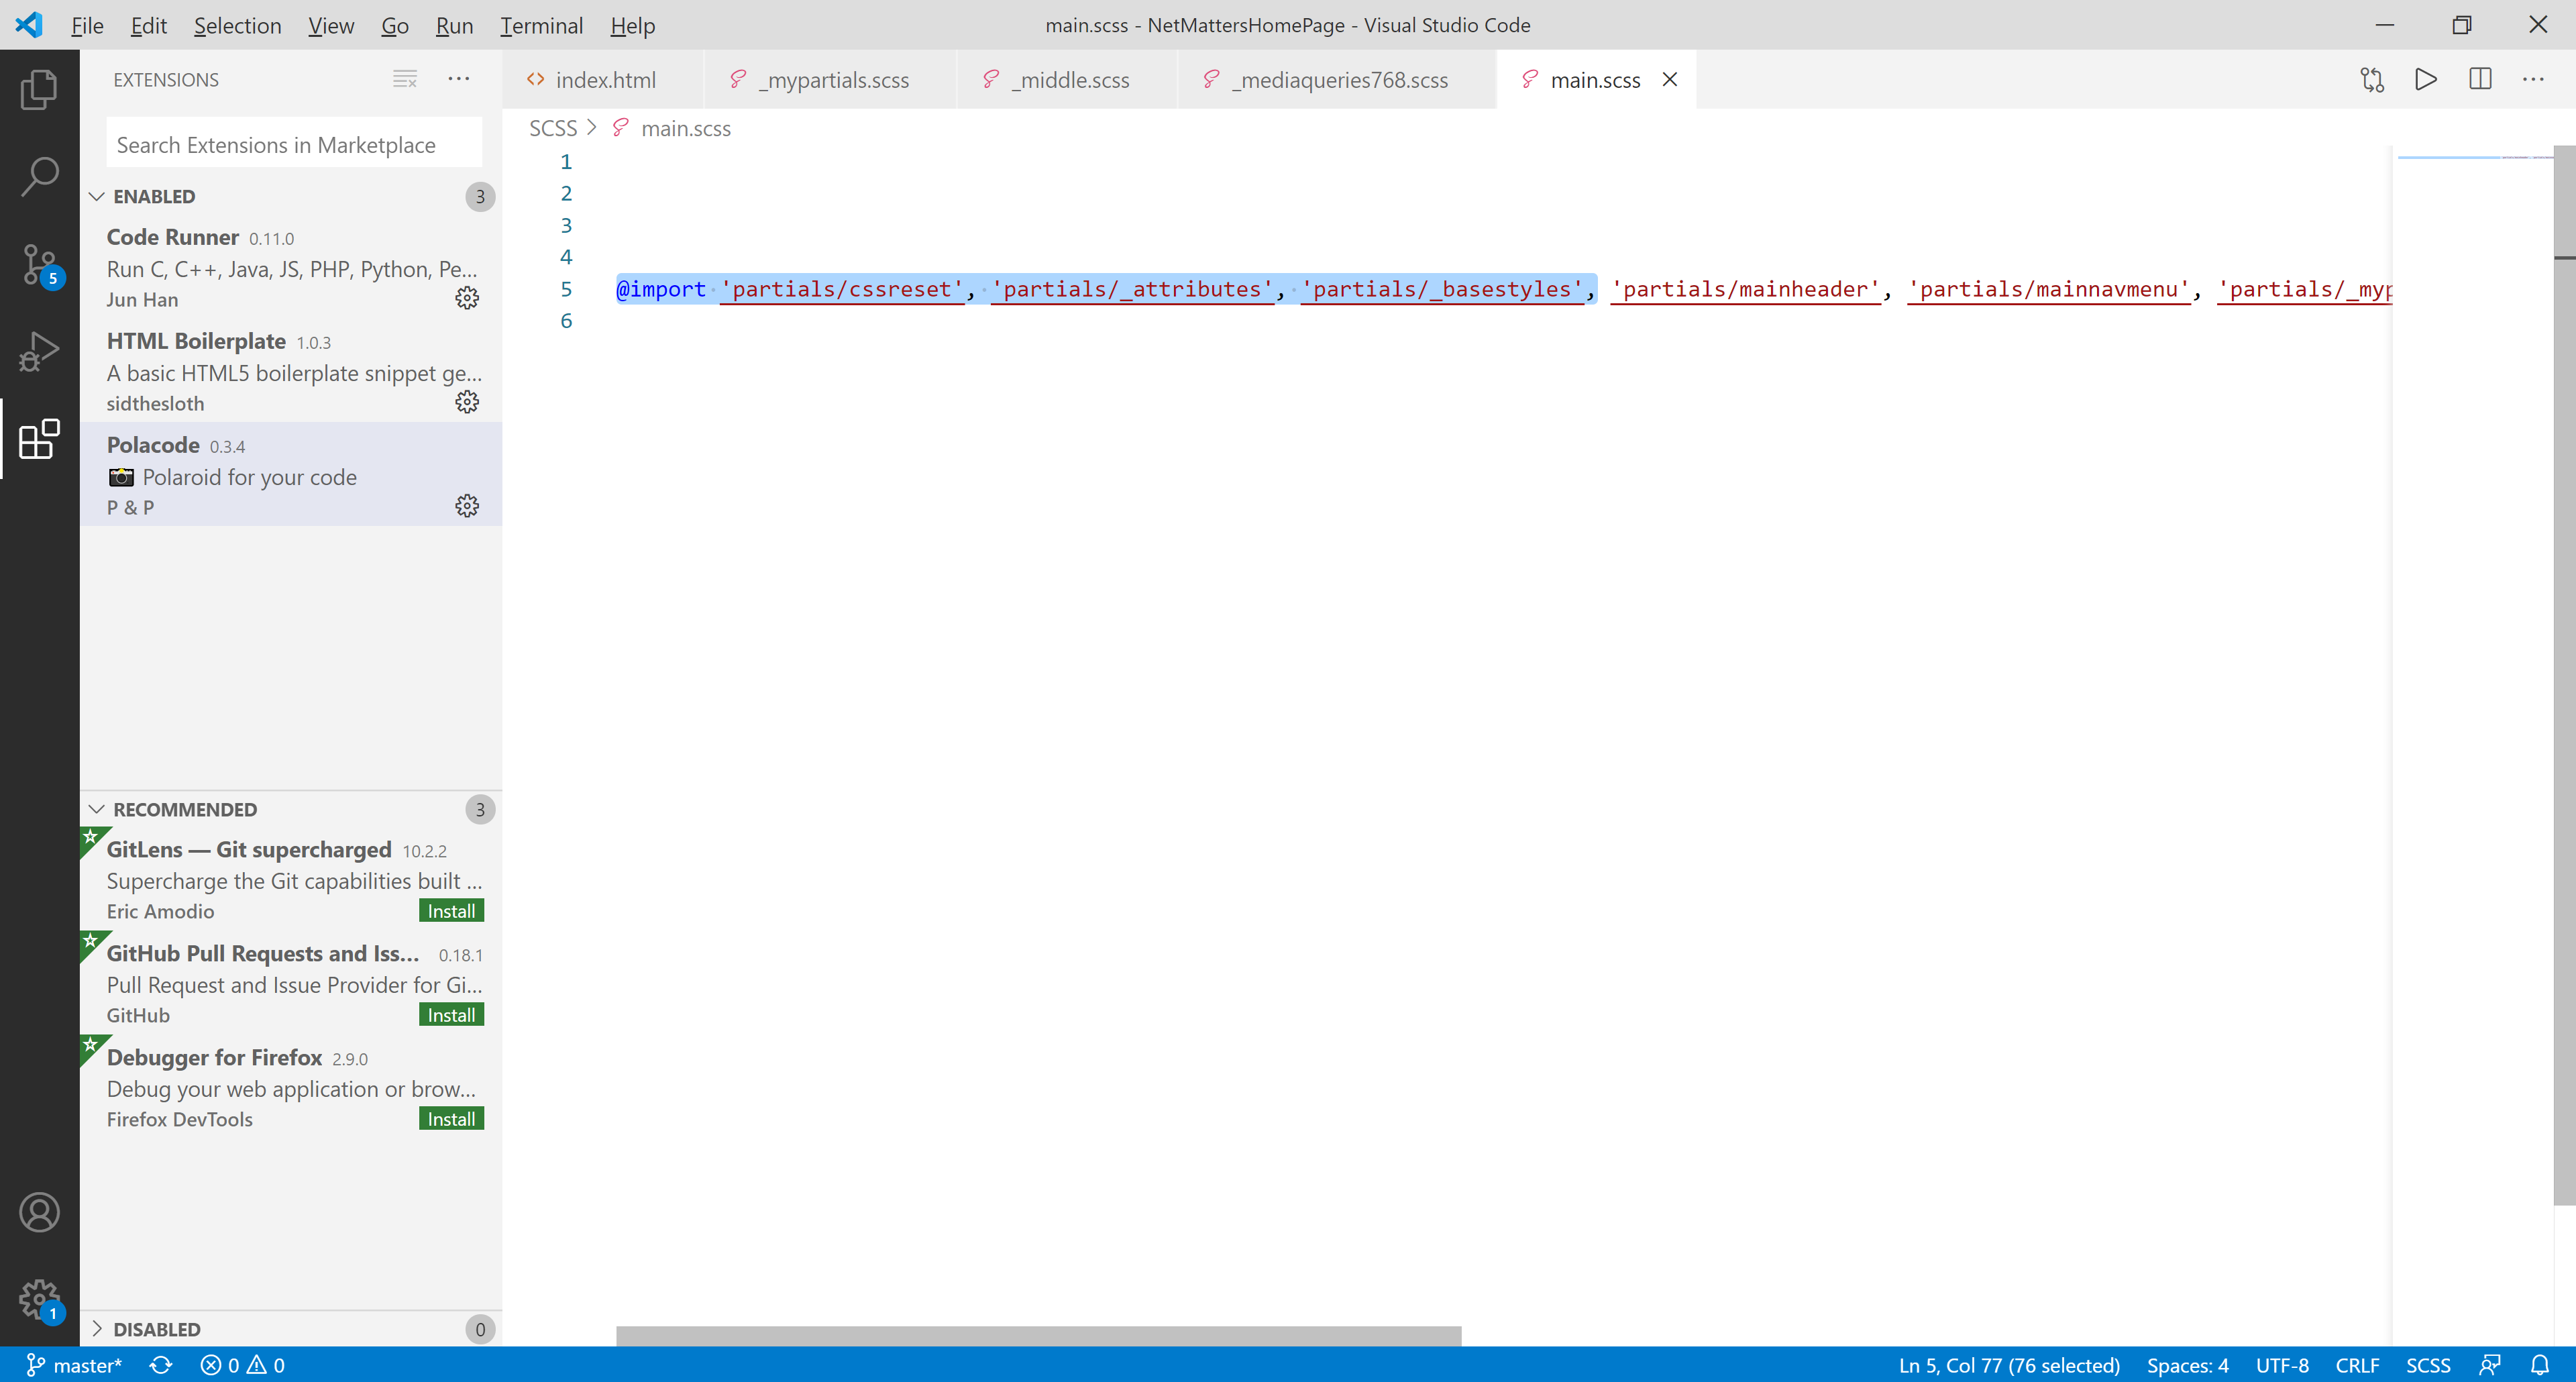 File Edit Selection View Go Run Terminal Help
main.scss - NetMattersHomePage - Visual Studio Code
EXTENSIONS
Search Extensions in Marketplace
ENABLED 3
Code Runner 0.11.0
Run C, C++, Java, JS, PHP, Python, Pe...
Jun Han
HTML Boilerplate 1.0.3
A basic HTML5 boilerplate snippet ge...
sidthesloth
Polacode 0.3.4
📷 Polaroid for your code
P & P
RECOMMENDED 3
GitLens — Git supercharged 10.2.2
Supercharge the Git capabilities built ...
Eric Amodio Install
GitHub Pull Requests and Iss... 0.18.1
Pull Request and Issue Provider for Gi...
GitHub Install
Debugger for Firefox 2.9.0
Debug your web application or brow...
Firefox DevTools Install
DISABLED 0
5
1
index.html _mypartials.scss _middle.scss _mediaqueries768.scss main.scss
SCSS > main.scss
1
2
3
4
5 @import 'partials/cssreset', 'partials/_attributes', 'partials/_basestyles', 'partials/mainheader', 'partials/mainnavmenu', 'partials/_myp
6
master* 0 0 Ln 5, Col 77 (76 selected) Spaces: 4 UTF-8 CRLF SCSS